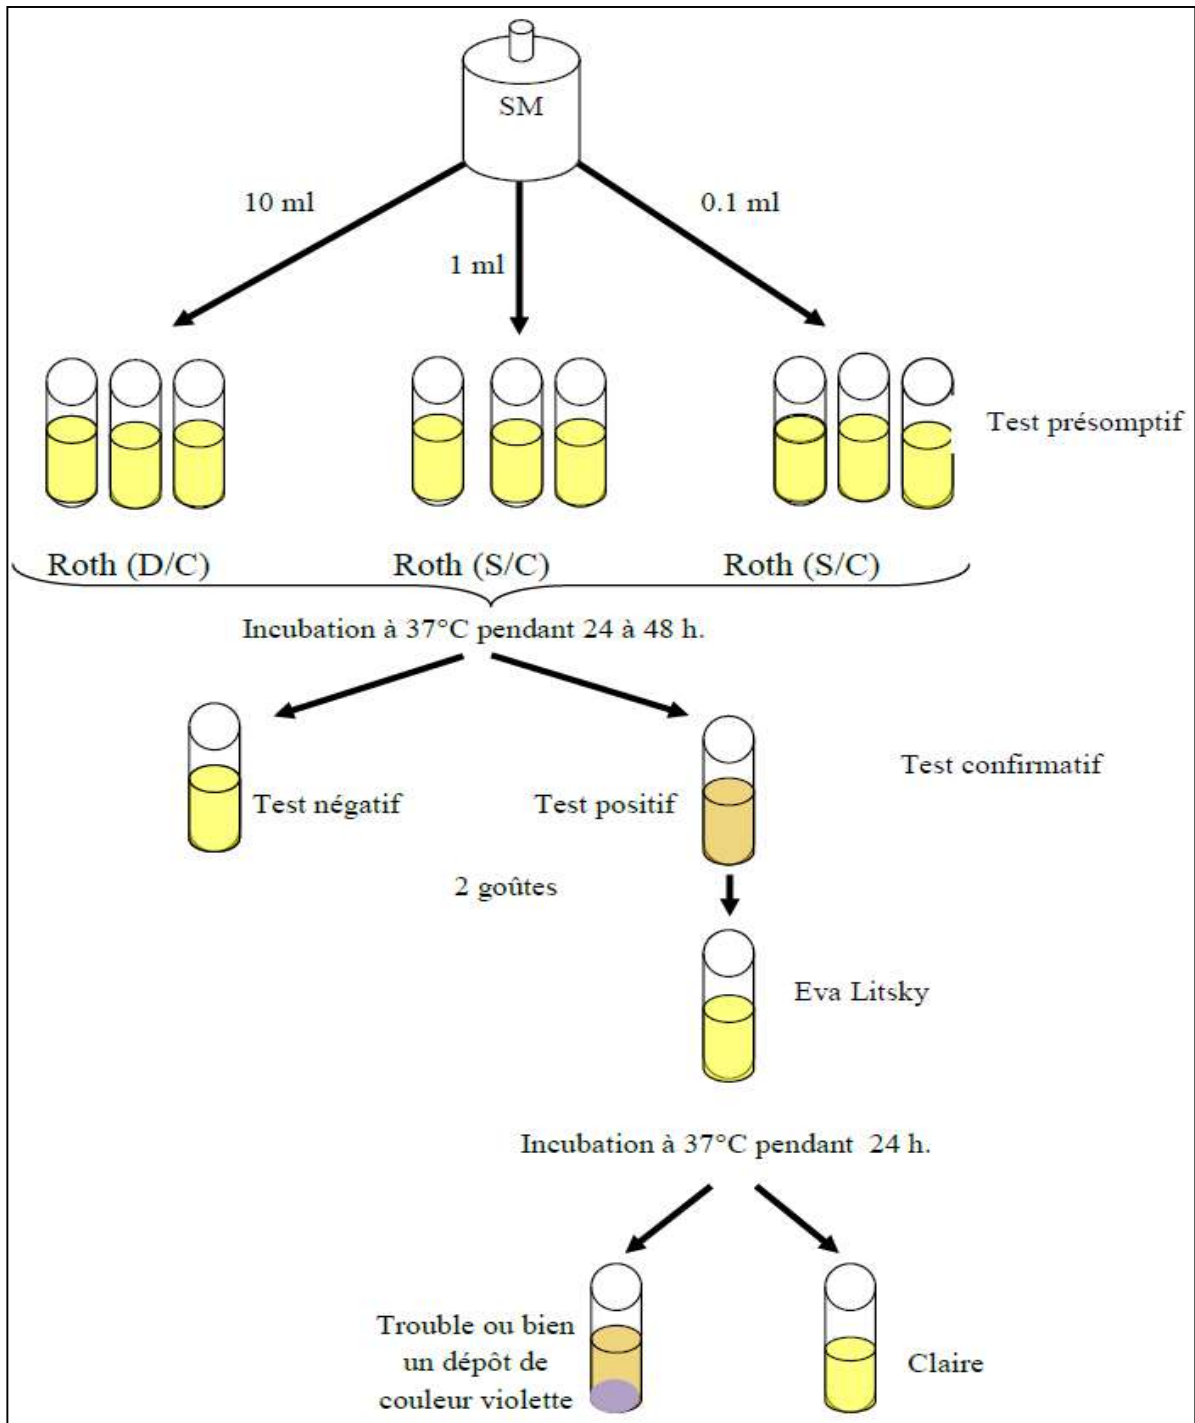 SM
10 ml
0.1 ml
1 ml
Test présomptif
Roth (D/C)
Roth (S/C)
Roth (S/C)
Incubation à 37°C pendant 24 à 48 h.
Test confirmatif
Test négatif
Test positif
2 goûtes
Eva Litsky
Incubation à 37°C pendant 24 h.
Trouble ou bien
un dépôt de
couleur violette
Claire